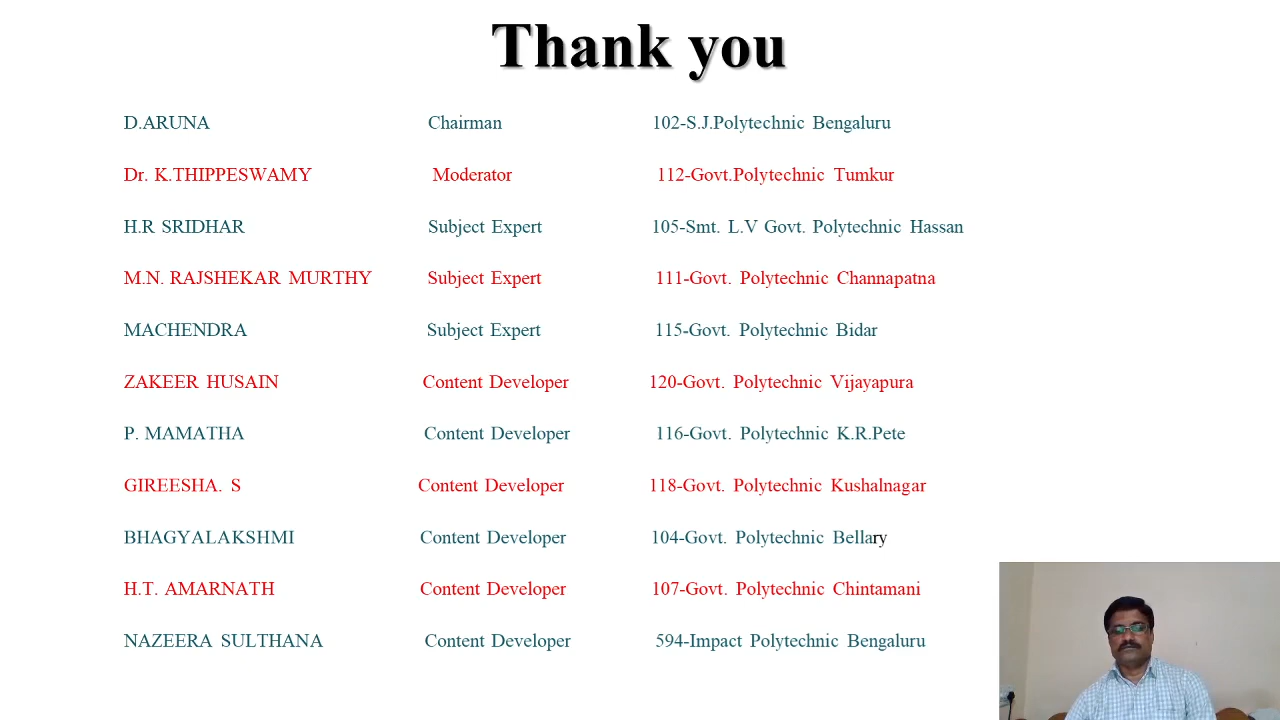 Thank you
D.ARUNA Chairman 102-S.J.Polytechnic Bengaluru
Dr. K.THIPPESWAMY Moderator 112-Govt.Polytechnic Tumkur
H.R SRIDHAR Subject Expert 105-Smt. L.V Govt. Polytechnic Hassan
M.N. RAJSHEKAR MURTHY Subject Expert 111-Govt. Polytechnic Channapatna
MACHENDRA Subject Expert 115-Govt. Polytechnic Bidar
ZAKEER HUSAIN Content Developer 120-Govt. Polytechnic Vijayapura
P. MAMATHA Content Developer 116-Govt. Polytechnic K.R.Pete
GIREESHA. S Content Developer 118-Govt. Polytechnic Kushalnagar
BHAGYALAKSHMI Content Developer 104-Govt. Polytechnic Bellary
H.T. AMARNATH Content Developer 107-Govt. Polytechnic Chintamani
NAZEERA SULTHANA Content Developer 594-Impact Polytechnic Bengaluru